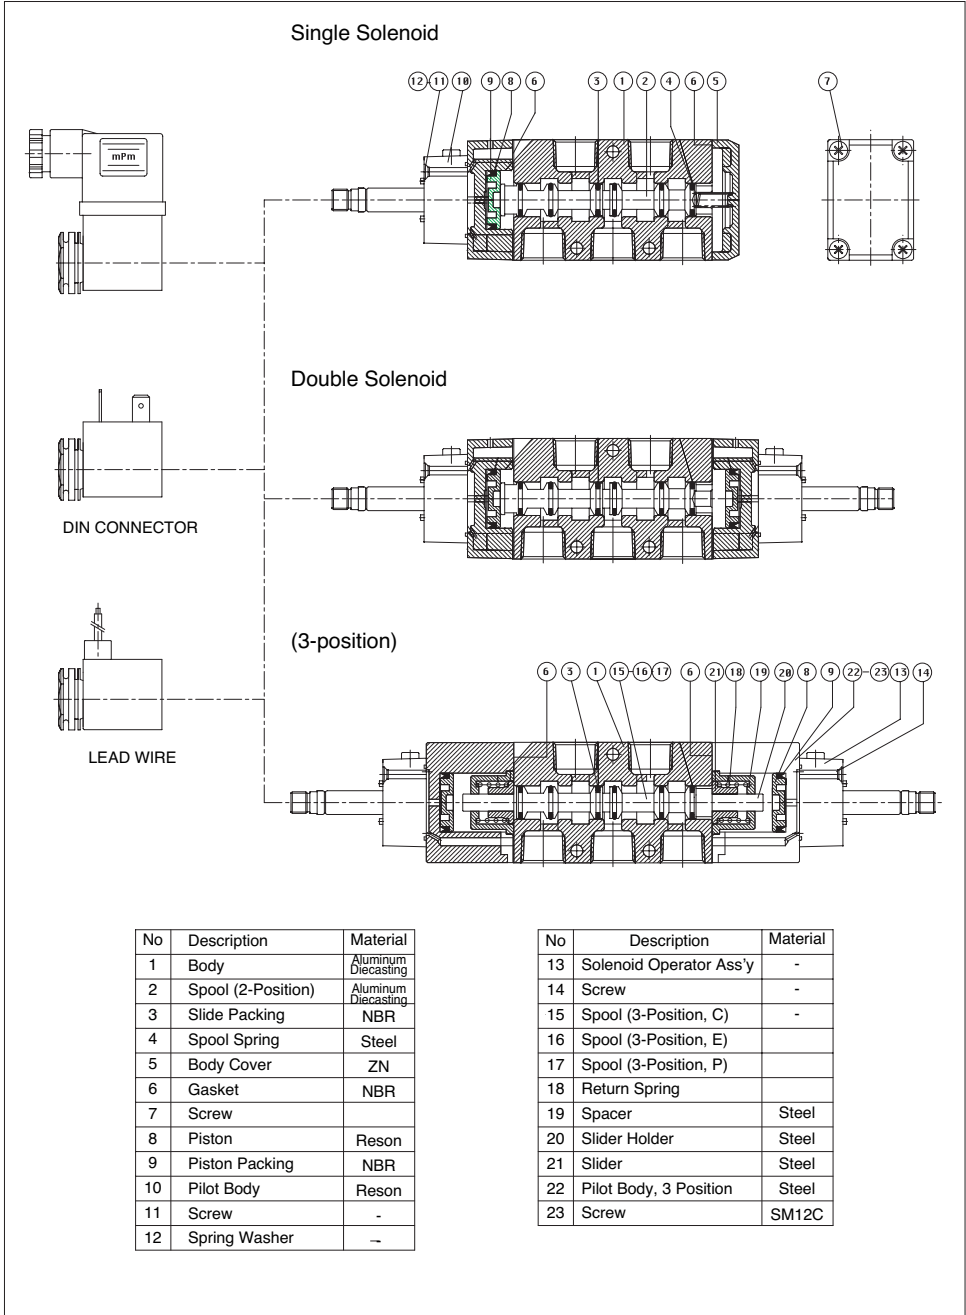 Single Solenoid
12 11 10 9 8 6 3 1 2 4 6 5 7
mPm
Double Solenoid
DIN CONNECTOR
(3-position)
6 3 1 15 16 17 6 21 18 19 20 8 9 22 23 13 14
LEAD WIRE
No Description Material
1 Body Aluminum Diecasting
2 Spool (2-Position) Aluminum Diecasting
3 Slide Packing NBR
4 Spool Spring Steel
5 Body Cover ZN
6 Gasket NBR
7 Screw
8 Piston Reson
9 Piston Packing NBR
10 Pilot Body Reson
11 Screw -
12 Spring Washer -
No Description Material
13 Solenoid Operator Ass'y -
14 Screw -
15 Spool (3-Position, C) -
16 Spool (3-Position, E)
17 Spool (3-Position, P)
18 Return Spring
19 Spacer Steel
20 Slider Holder Steel
21 Slider Steel
22 Pilot Body, 3 Position Steel
23 Screw SM12C